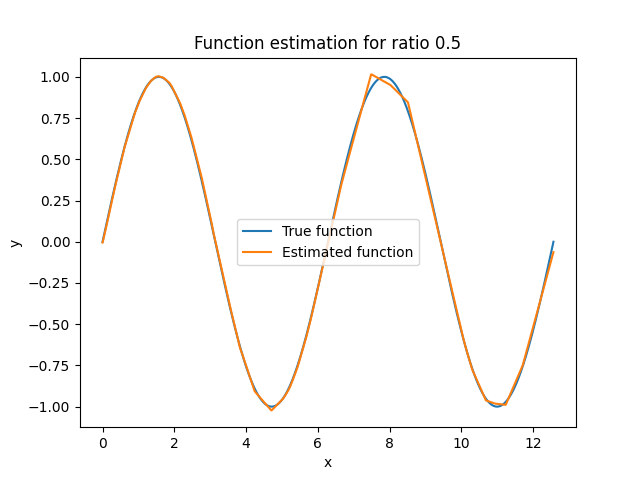 Function estimation for ratio 0.5
1.00
0.75
0.50
0.25
0.00
−0.25
−0.50
−0.75
−1.00
y
True function
Estimated function
0 2 4 6 8 10 12
x